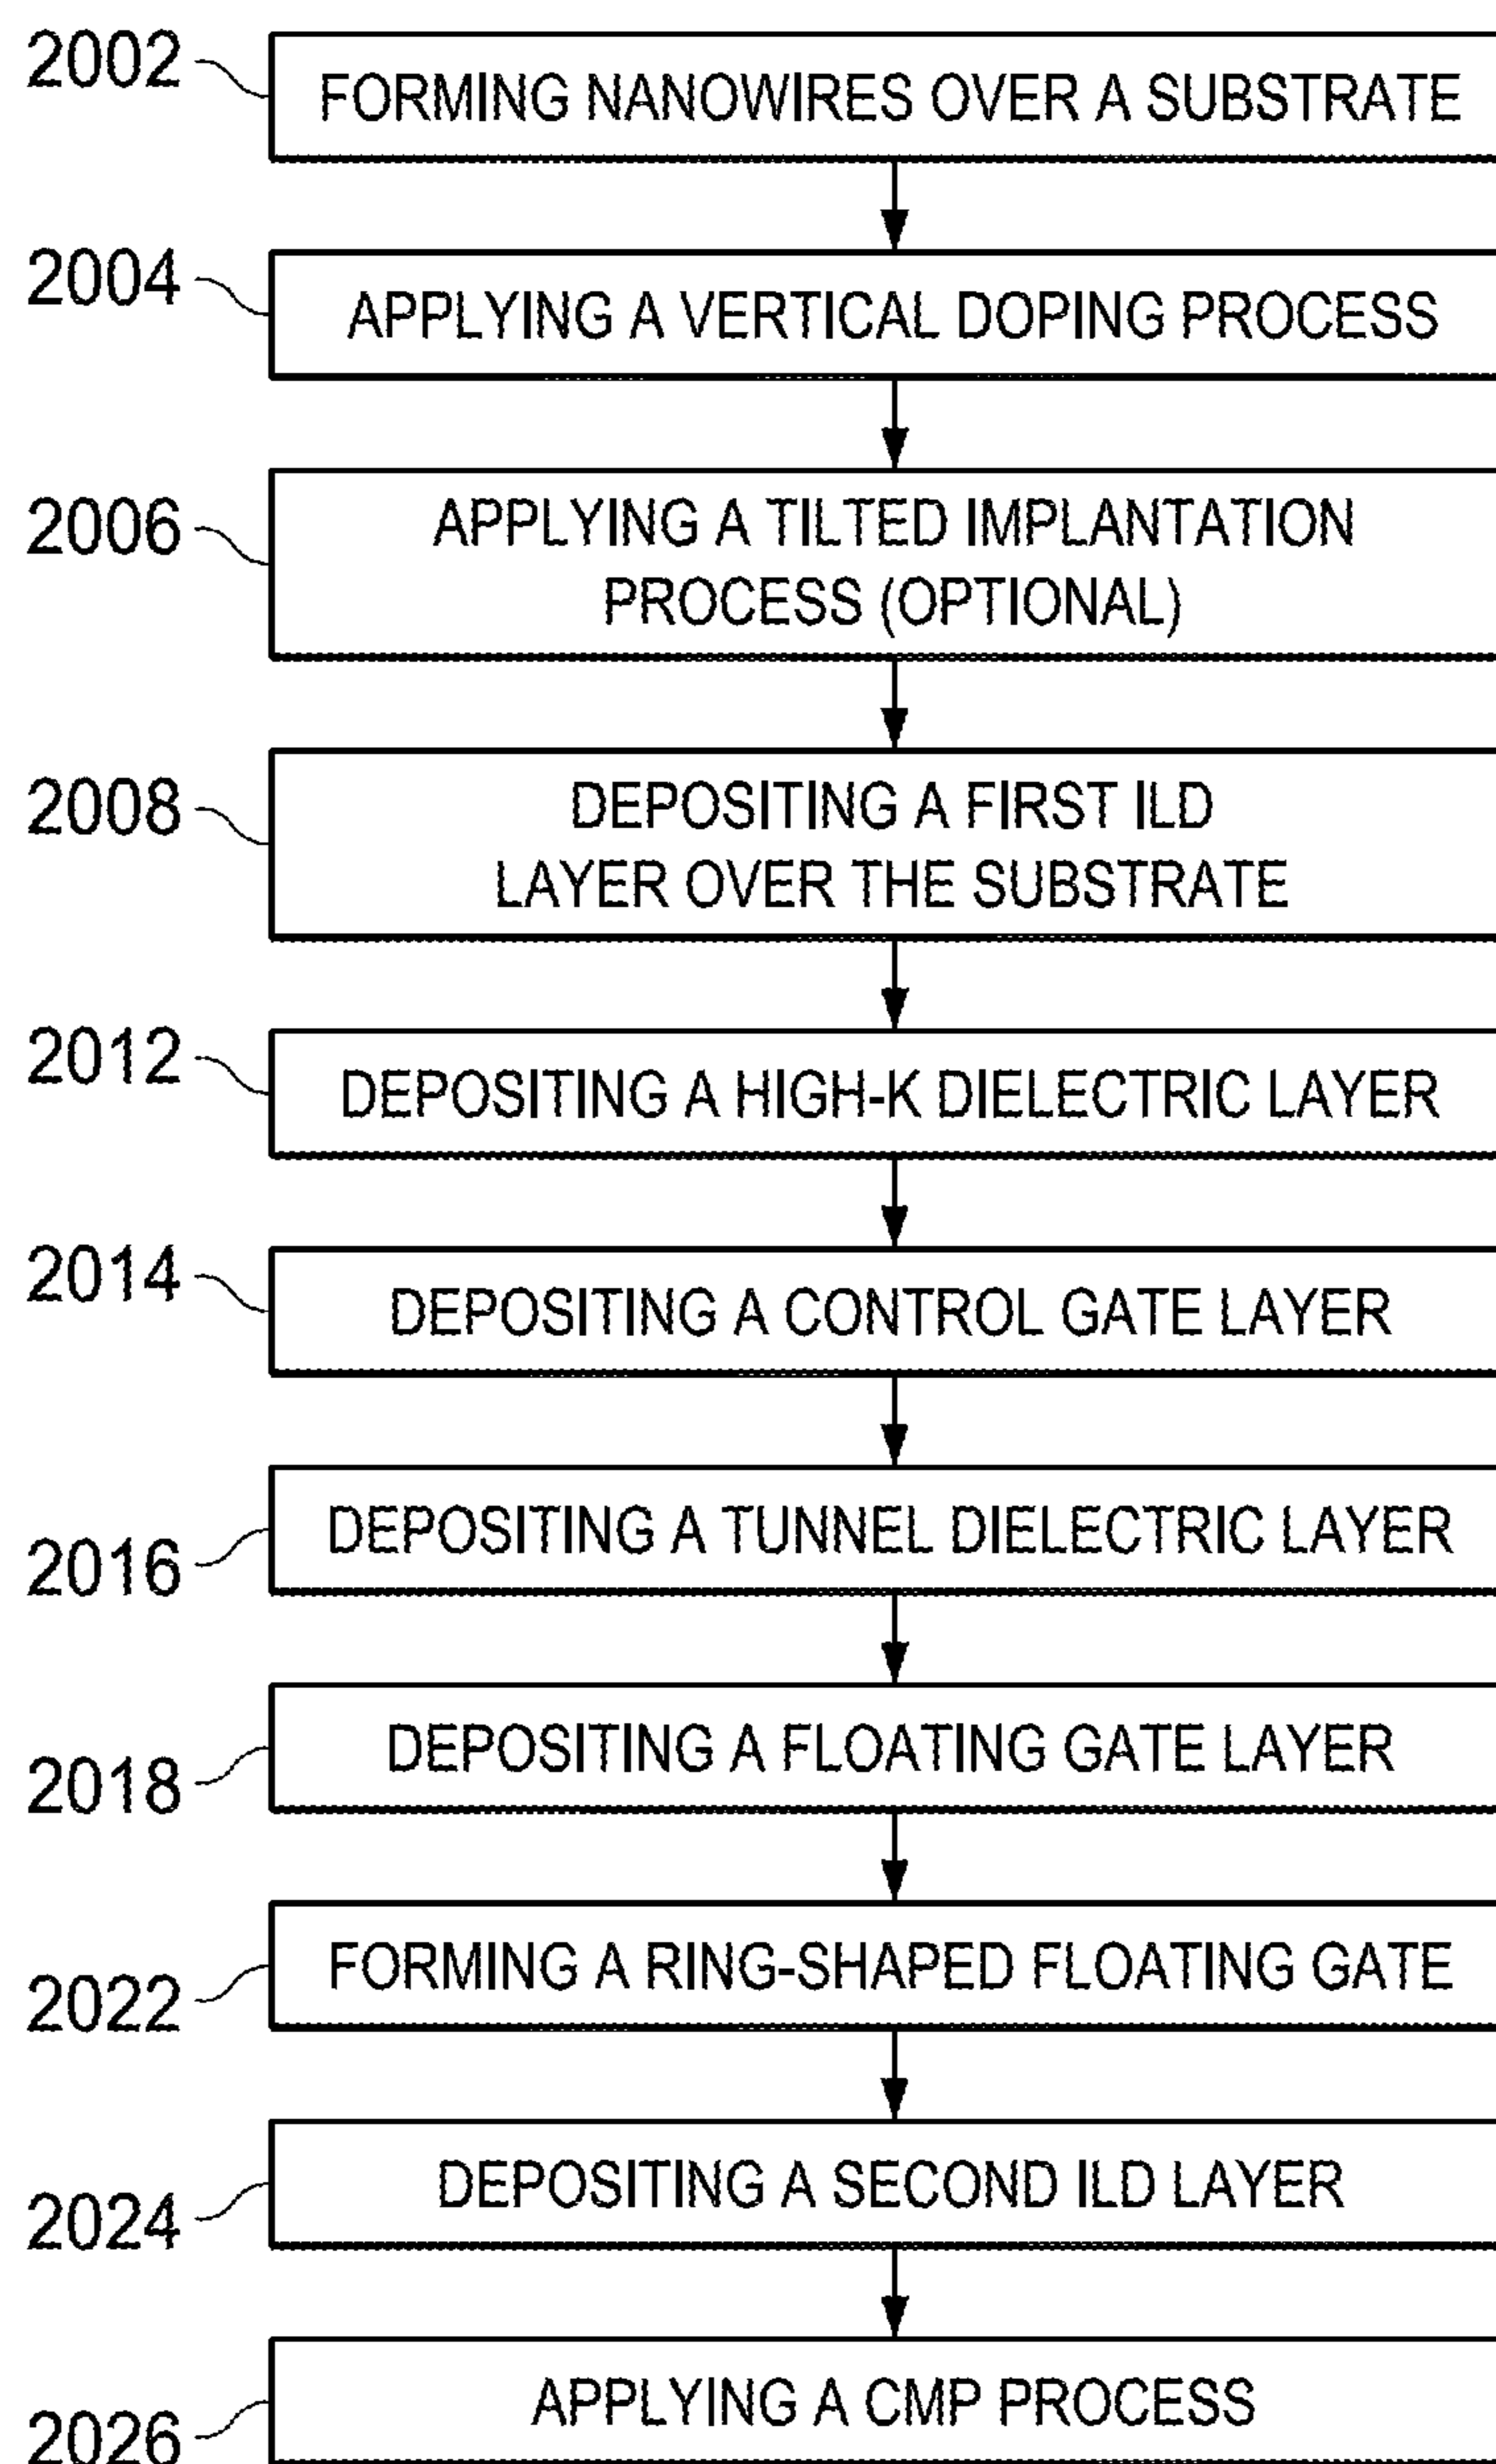 2002
FORMING NANOWIRES OVER A SUBSTRATE
2004
APPLYING A VERTICAL DOPING PROCESS
2006
APPLYING A TILTED IMPLANTATION
PROCESS (OPTIONAL)
2008
DEPOSITING A FIRST ILD
LAYER OVER THE SUBSTRATE
2012
DEPOSITING A HIGH-K DIELECTRIC LAYER
2014
DEPOSITING A CONTROL GATE LAYER
2016
DEPOSITING A TUNNEL DIELECTRIC LAYER
2018
DEPOSITING A FLOATING GATE LAYER
2022
FORMING A RING-SHAPED FLOATING GATE
2024
DEPOSITING A SECOND ILD LAYER
2026
APPLYING A CMP PROCESS